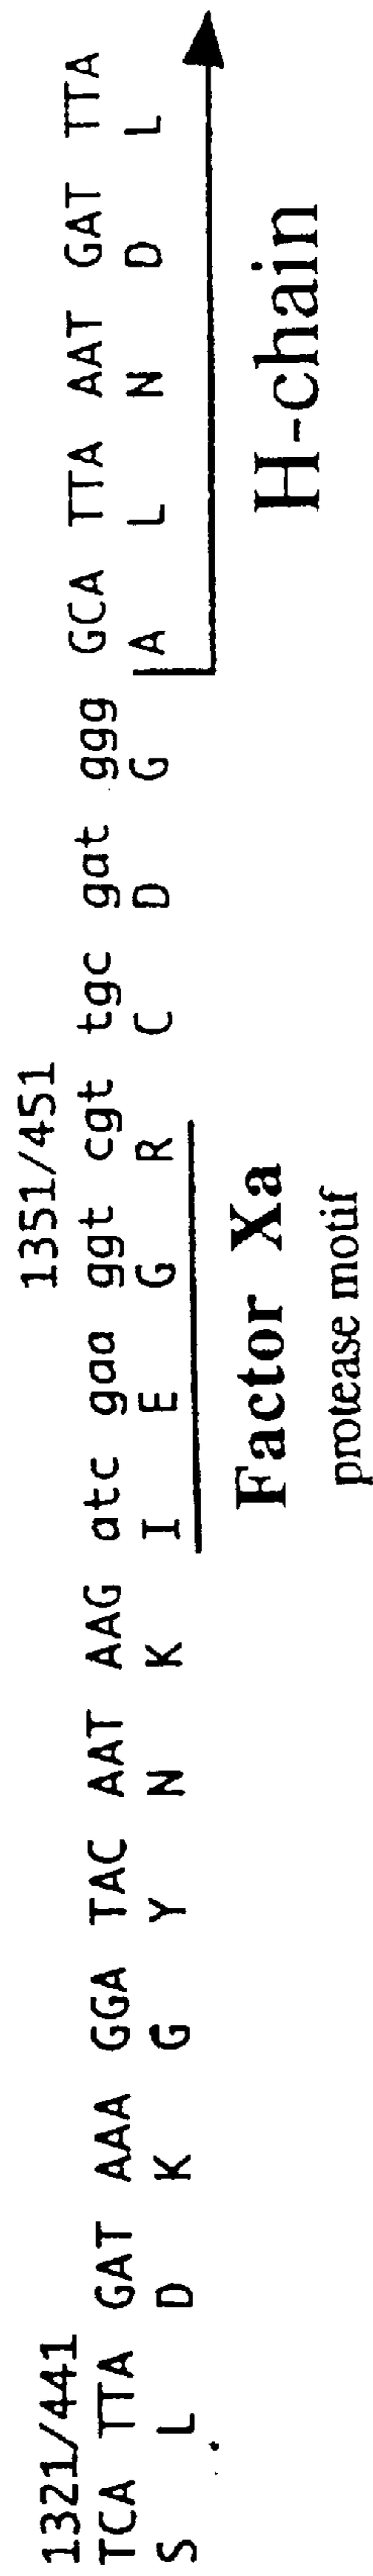 1321/441 1351/451
TCA TTA GAT AAA GGA TAC AAT AAG atc gaa ggt cgt tgc gat ggg GCA TTA AAT GAT TTA
S L D K G Y N K I E G R C D G A L N D L
Factor Xa H-chain
protease motif